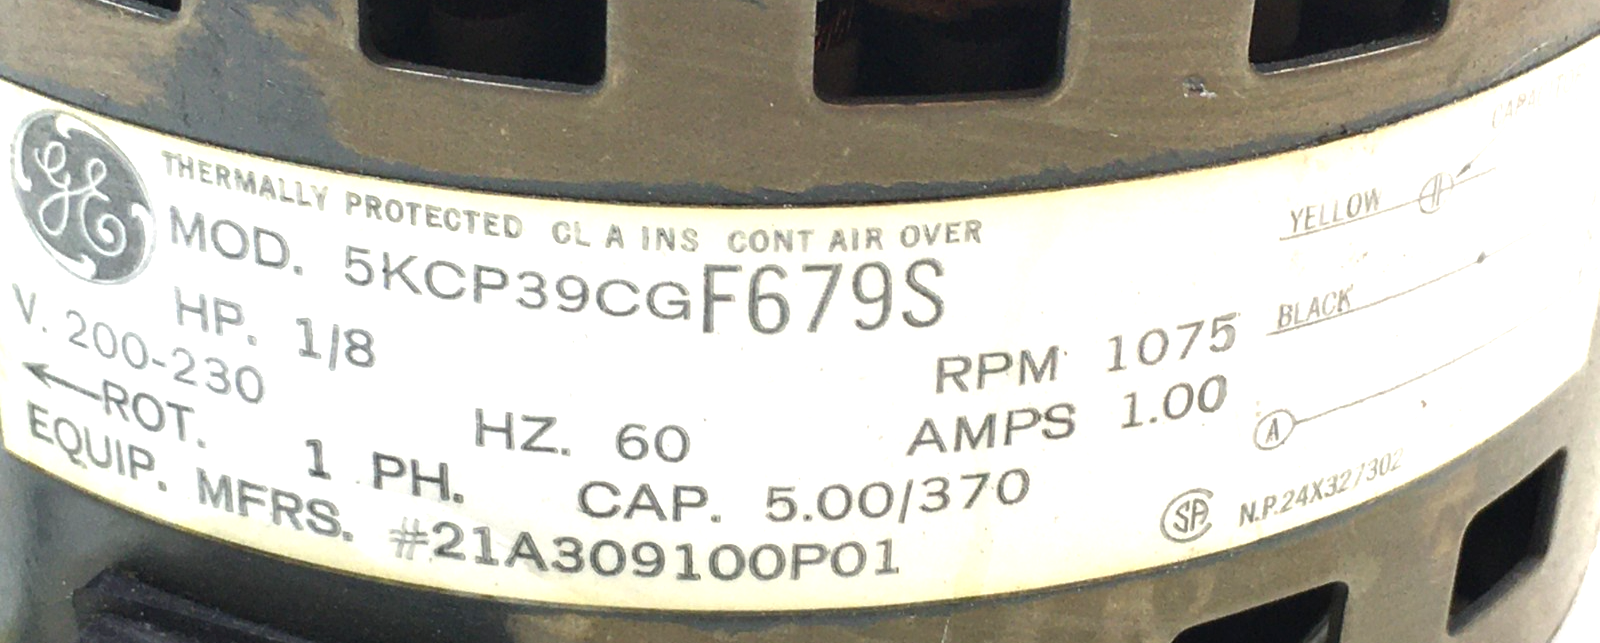 GE
THERMALLY PROTECTED CL A INS CONT AIR OVER
MOD. 5KCP39CGF679S
HP. 1/8 RPM 1075
V. 200-230 HZ. 60 AMPS 1.00
←ROT. 1 PH. CAP. 5.00/370
EQUIP. MFRS. #21A309100P01
YELLOW
BLACK
A
SA N.P.24X32/302